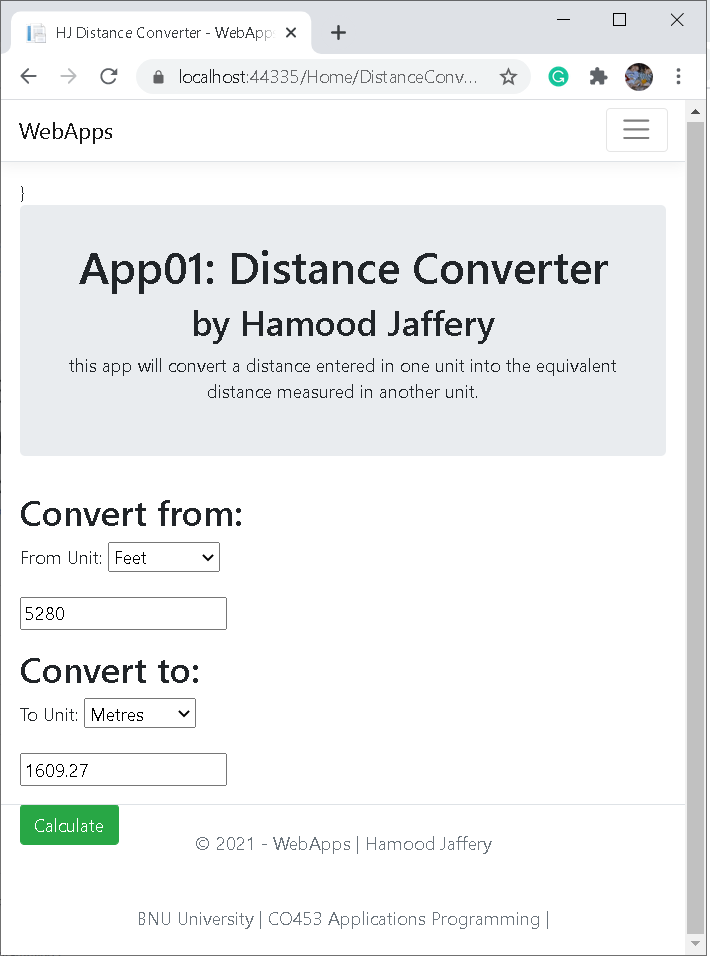 HJ Distance Converter - WebApps
localhost:44335/Home/DistanceConv...
WebApps
}
App01: Distance Converter
by Hamood Jaffery
this app will convert a distance entered in one unit into the equivalent
distance measured in another unit.
Convert from:
From Unit: Feet
5280
Convert to:
To Unit: Metres
1609.27
Calculate
© 2021 - WebApps | Hamood Jaffery
BNU University | CO453 Applications Programming |